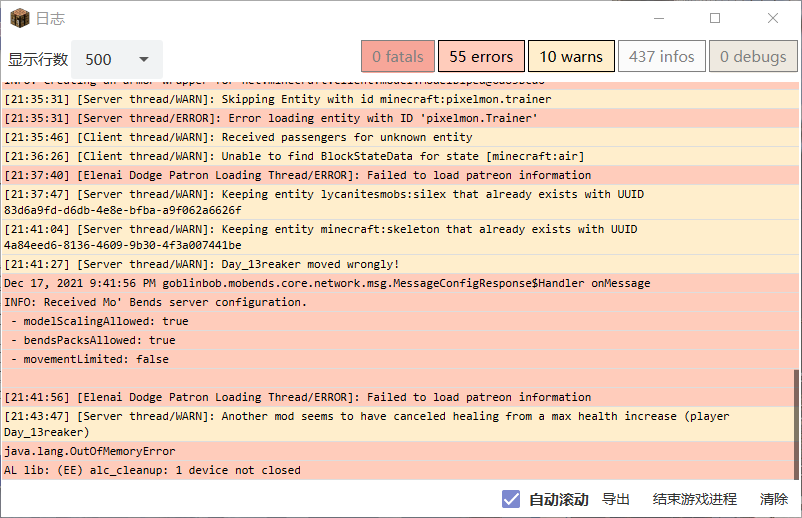 日志
显示行数 500 0 fatals 55 errors 10 warns 437 infos 0 debugs
[21:35:31] [Server thread/WARN]: Skipping Entity with id minecraft:pixelmon.trainer
[21:35:31] [Server thread/ERROR]: Error loading entity with ID 'pixelmon.Trainer'
[21:35:46] [Client thread/WARN]: Received passengers for unknown entity
[21:36:26] [Client thread/WARN]: Unable to find BlockStateData for state [minecraft:air]
[21:37:40] [Elenai Dodge Patron Loading Thread/ERROR]: Failed to load patreon information
[21:37:47] [Server thread/WARN]: Keeping entity lycanitesmobs:silex that already exists with UUID
83d6a9fd-d6db-4e8e-bfba-a9f062a6626f
[21:41:04] [Server thread/WARN]: Keeping entity minecraft:skeleton that already exists with UUID
4a84eed6-8136-4609-9b30-4f3a007441be
[21:41:27] [Server thread/WARN]: Day_13reaker moved wrongly!
Dec 17, 2021 9:41:56 PM goblinbob.mobends.core.network.msg.MessageConfigResponse$Handler onMessage
INFO: Received Mo' Bends server configuration.
- modelScalingAllowed: true
- bendsPacksAllowed: true
- movementLimited: false
[21:41:56] [Elenai Dodge Patron Loading Thread/ERROR]: Failed to load patreon information
[21:43:47] [Server thread/WARN]: Another mod seems to have canceled healing from a max health increase (player
Day_13reaker)
java.lang.OutOfMemoryError
AL lib: (EE) alc_cleanup: 1 device not closed
自动滚动 导出 结束游戏进程 清除